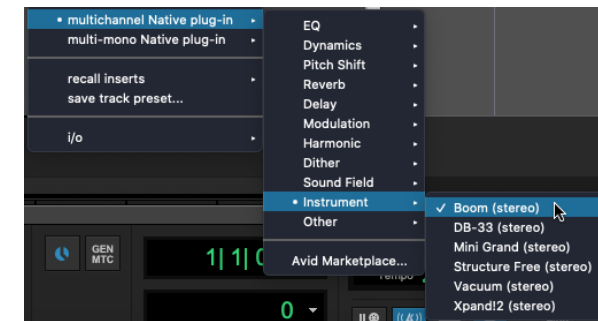 multichannel Native plug-in
multi-mono Native plug-in
recall inserts
save track preset...
i/o
EQ
Dynamics
Pitch Shift
Reverb
Delay
Modulation
Harmonic
Dither
Sound Field
Instrument
Other
Avid Marketplace...
Boom (stereo)
DB-33 (stereo)
Mini Grand (stereo)
Structure Free (stereo)
Vacuum (stereo)
Xpand!2 (stereo)
GEN
MTC
1| 1| 0
Tempo
0